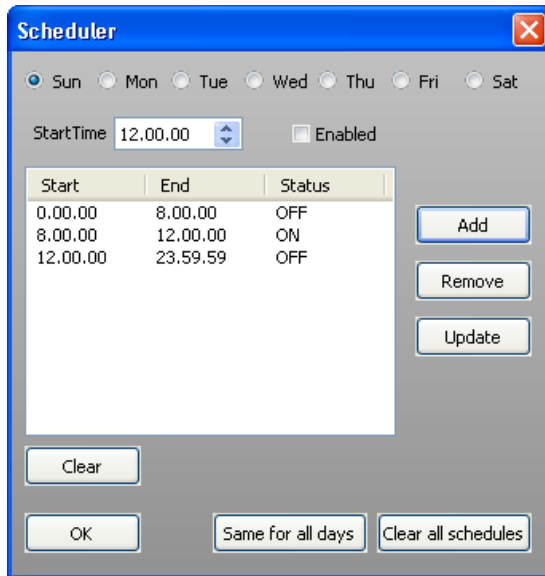 Scheduler
Sun Mon Tue Wed Thu Fri Sat
StartTime 12.00.00 Enabled
Start End Status
0.00.00 8.00.00 OFF
8.00.00 12.00.00 ON
12.00.00 23.59.59 OFF
Add
Remove
Update
Clear
OK Same for all days Clear all schedules